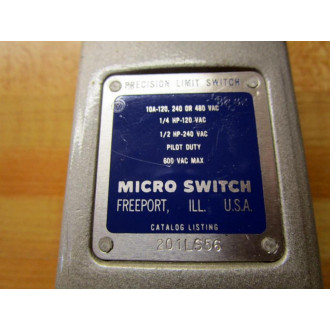 PRECISION LIMIT SWITCH
10A-120, 240 OR 480 VAC
1/4 HP-120 VAC
1/2 HP-240 VAC
PILOT DUTY
600 VAC MAX
MICRO SWITCH
FREEPORT, ILL. U.S.A.
CATALOG LISTING